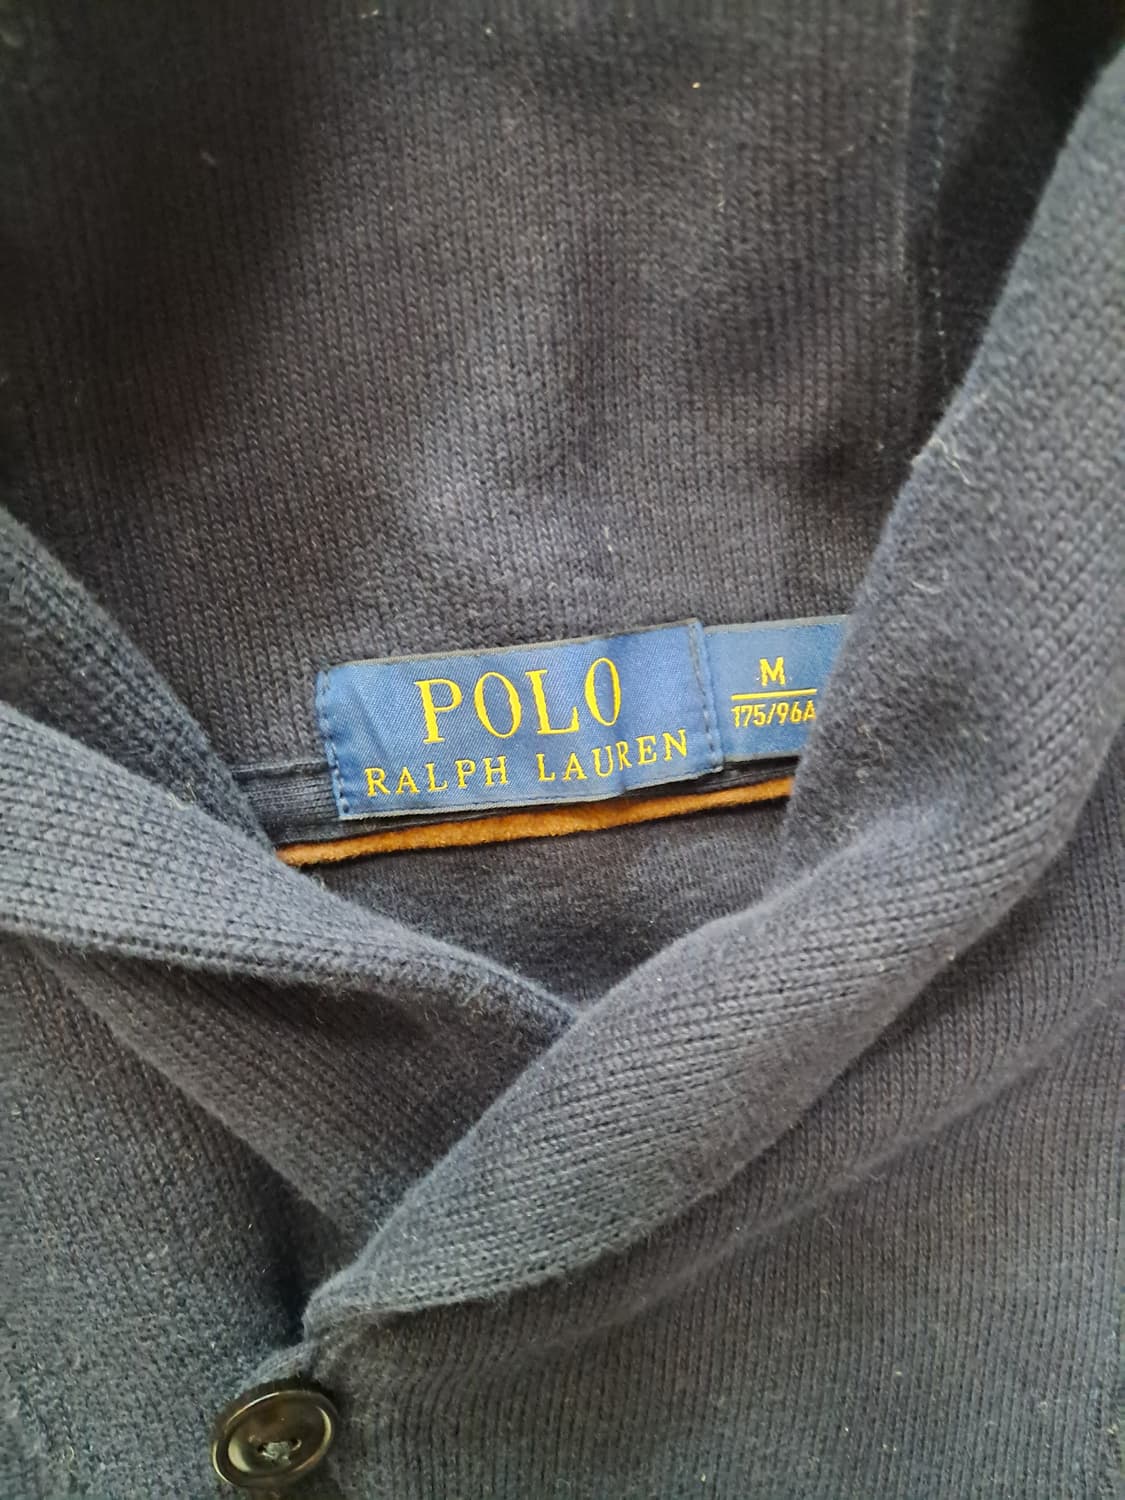 POLO
RALPH LAUREN
M
175/96A